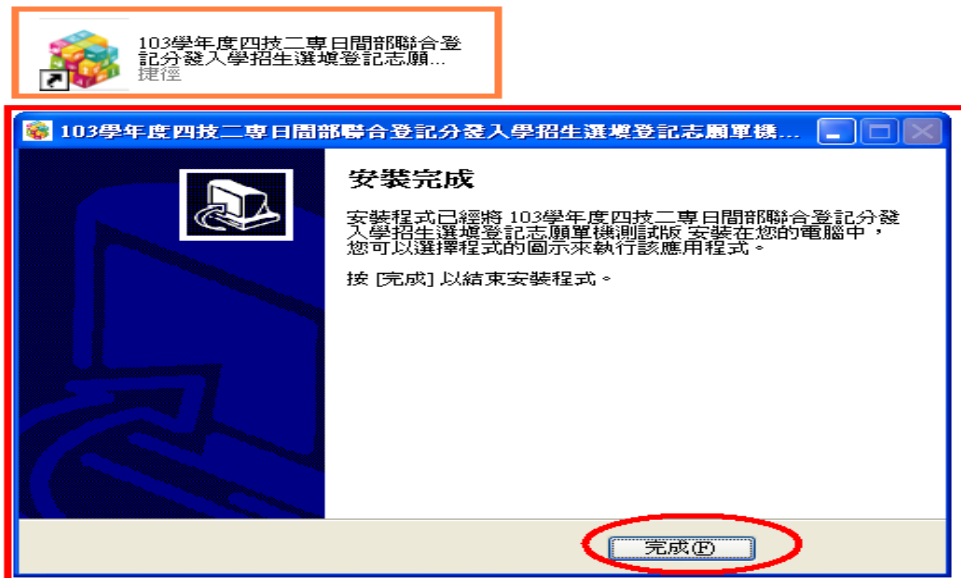 103學年度四技二專日間部聯合登
記分發入學招生選填登記志願...
捷徑
103學年度四技二專日間部聯合登記分發入學招生選填登記志願單機...
安裝完成
安裝程式已經將 103學年度四技二專日間部聯合登記分發
入學招生選填登記志願單機測試版 安裝在您的電腦中，
您可以選擇程式的圖示來執行該應用程式。
按 [完成] 以結束安裝程式。
完成(F)